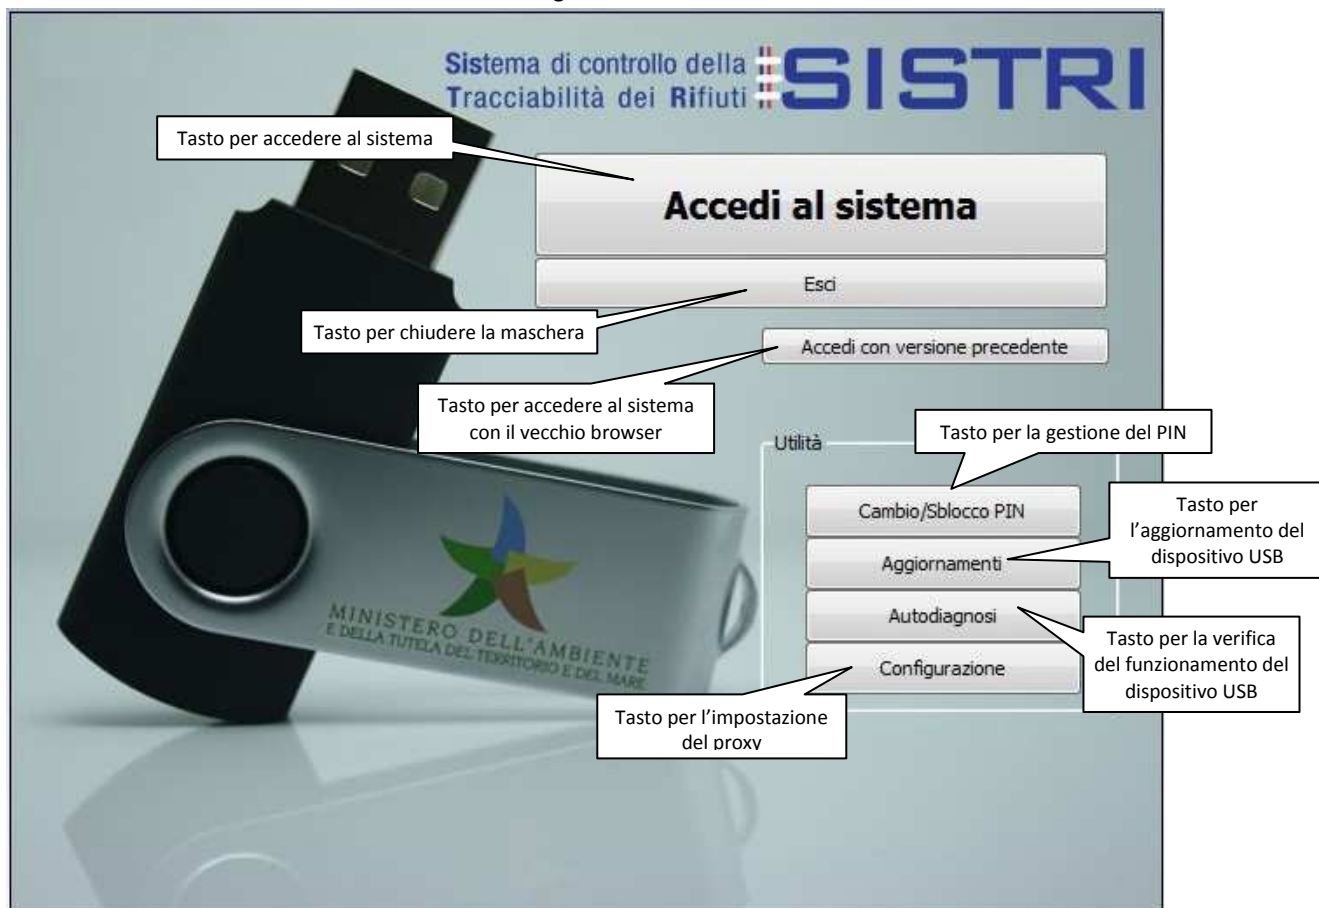 Sistema di controllo della
Tracciabilità dei Rifiuti
SISTRI
Tasto per accedere al sistema
Accedi al sistema
Esci
Tasto per chiudere la maschera
Accedi con versione precedente
Tasto per accedere al sistema
con il vecchio browser
Utilità
Tasto per la gestione del PIN
Cambio/Sblocco PIN
Tasto per
l’aggiornamento del
dispositivo USB
Aggiornamenti
Autodiagnosi
Tasto per la verifica
del funzionamento del
dispositivo USB
Configurazione
Tasto per l’impostazione
del proxy
MINISTERO DELL'AMBIENTE
E DELLA TUTELA DEL TERRITORIO E DEL MARE